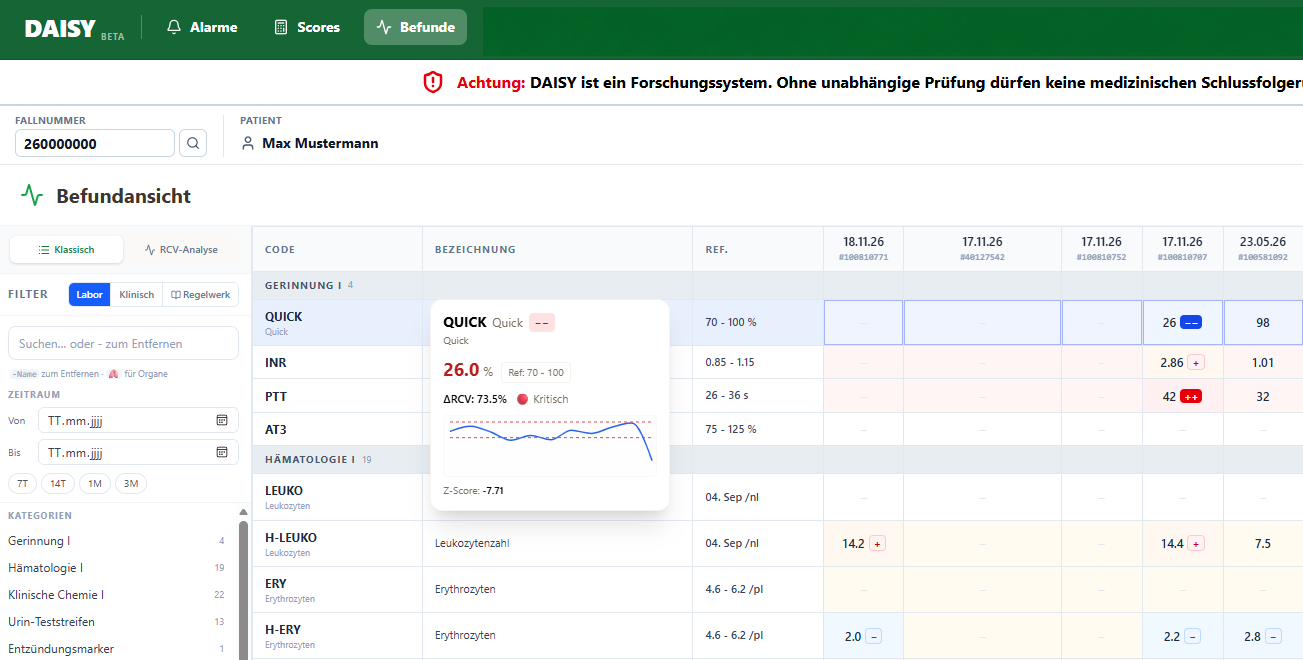 DAISY BETA Alarme Scores Befunde
Achtung: DAISY ist ein Forschungssystem. Ohne unabhängige Prüfung dürfen keine medizinischen Schlussfolger
FALLNUMMER PATIENT
260000000 Max Mustermann
Befundansicht
Klassisch RCV-Analyse
FILTER Labor Klinisch Regelwerk
Suchen... oder - zum Entfernen
-Name zum Entfernen · für Organe
ZEITRAUM
Von TT.mm.jjjj
Bis TT.mm.jjjj
7T 14T 1M 3M
KATEGORIEN
Gerinnung I 4
Hämatologie I 19
Klinische Chemie I 22
Urin-Teststreifen 13
Entzündungsmarker 1
CODE BEZEICHNUNG REF. 18.11.26 17.11.26 17.11.26 17.11.26 23.05.26
#100810771 #40127542 #100810752 #100810707 #100581092
GERINNUNG I 4
QUICK 70 - 100 % – – – 26 -- 98
Quick
INR 0.85 - 1.15 – – – 2.86 + 1.01
PTT 26 - 36 s – – – 42 ++ 32
AT3 75 - 125 % – – – – –
HÄMATOLOGIE I 19
LEUKO 04. Sep /nl – – – – –
Leukozyten
H-LEUKO Leukozytenzahl 04. Sep /nl 14.2 + – – 14.4 + 7.5
Leukozyten
ERY Erythrozyten 4.6 - 6.2 /pl – – – – –
Erythrozyten
H-ERY Erythrozyten 4.6 - 6.2 /pl 2.0 – – – 2.2 – 2.8 –
Erythrozyten
QUICK Quick --
Quick
26.0 % Ref: 70 - 100
ΔRCV: 73.5% Kritisch
Z-Score: -7.71